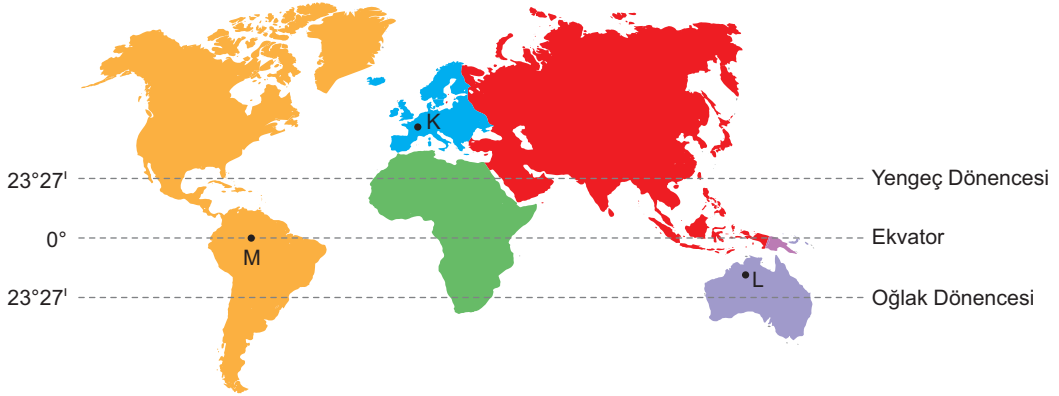 K
23°27ˡ
Yengeç Dönencesi
0°
Ekvator
M
L
23°27ˡ
Oğlak Dönencesi